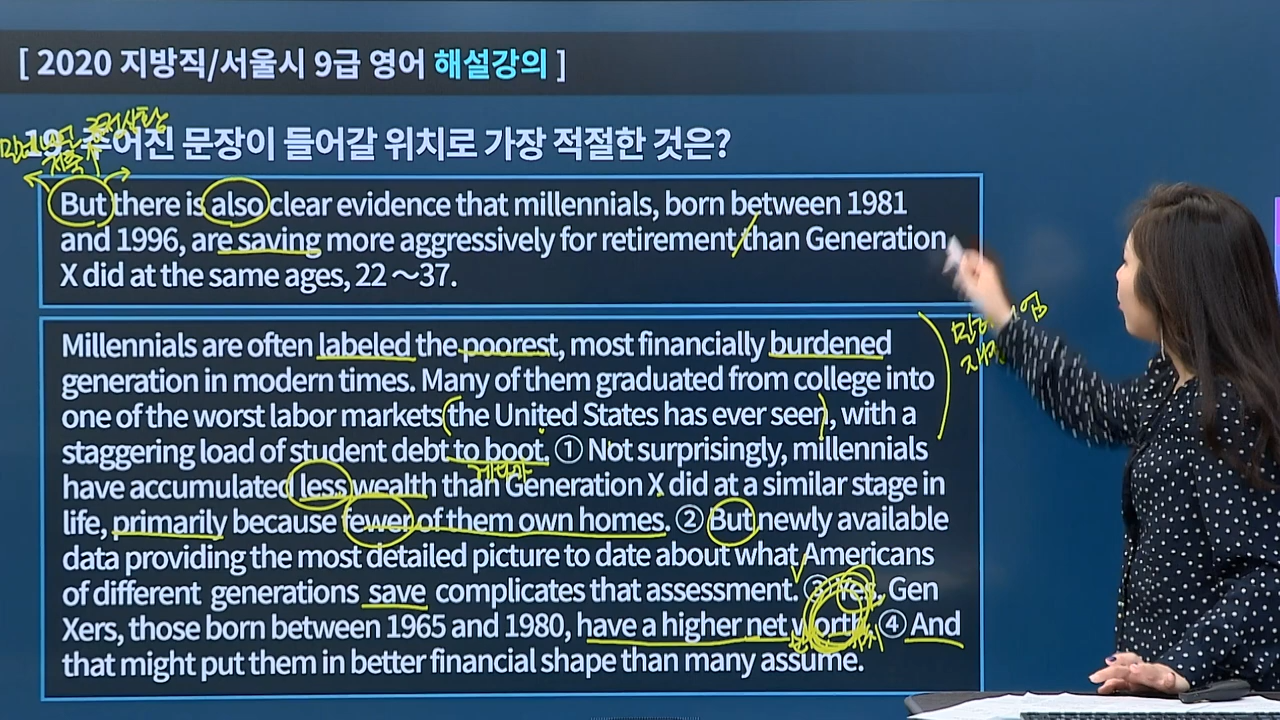 [ 2020 지방직/서울시 9급 영어 해설강의 ]
19. 주어진 문장이 들어갈 위치로 가장 적절한 것은?
But there is also clear evidence that millennials, born between 1981
and 1996, are saving more aggressively for retirement than Generation
X did at the same ages, 22 ~37.
Millennials are often labeled the poorest, most financially burdened
generation in modern times. Many of them graduated from college into
one of the worst labor markets the United States has ever seen, with a
staggering load of student debt to boot. ① Not surprisingly, millennials
have accumulated less wealth than Generation X did at a similar stage in
life, primarily because fewer of them own homes. ② But newly available
data providing the most detailed picture to date about what Americans
of different generations save complicates that assessment. ③ Yes, Gen
Xers, those born between 1965 and 1980, have a higher net worth. ④ And
that might put them in better financial shape than many assume.